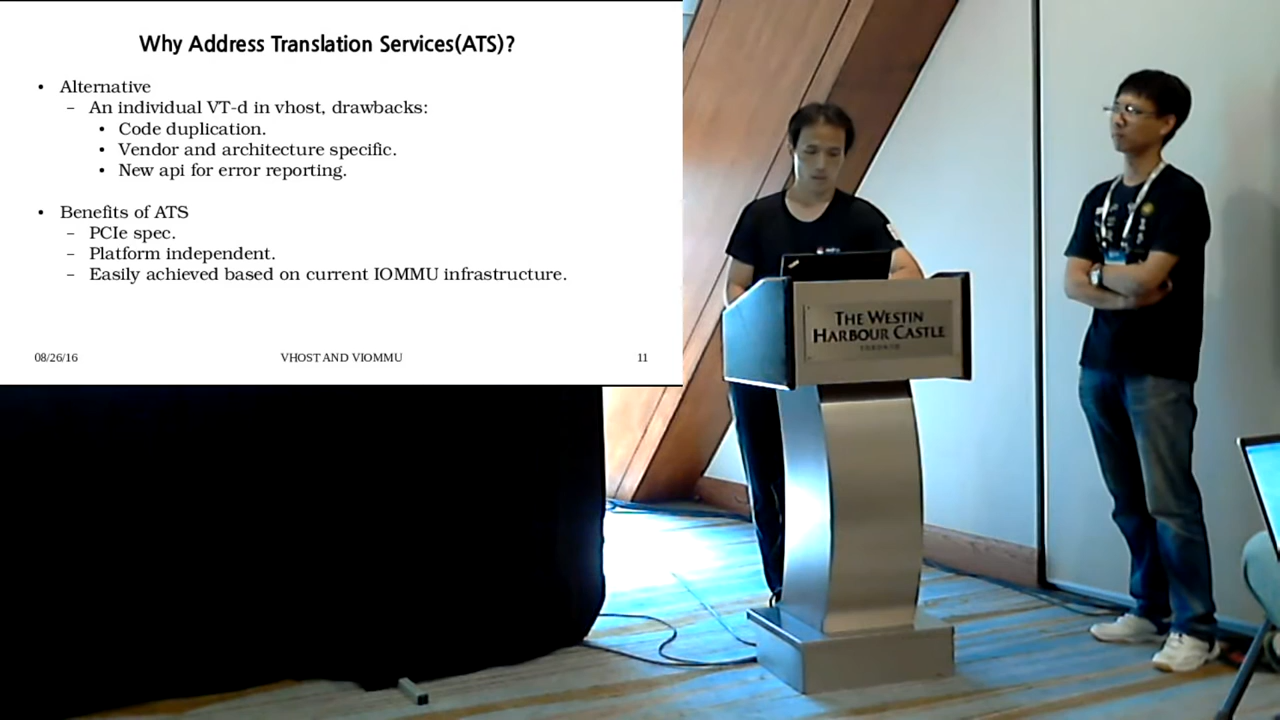 Why Address Translation Services(ATS)?
• Alternative
– An individual VT-d in vhost, drawbacks:
• Code duplication.
• Vendor and architecture specific.
• New api for error reporting.
• Benefits of ATS
– PCIe spec.
– Platform independent.
– Easily achieved based on current IOMMU infrastructure.
08/26/16 VHOST AND VIOMMU 11
THE WESTIN
HARBOUR CASTLE
TORONTO